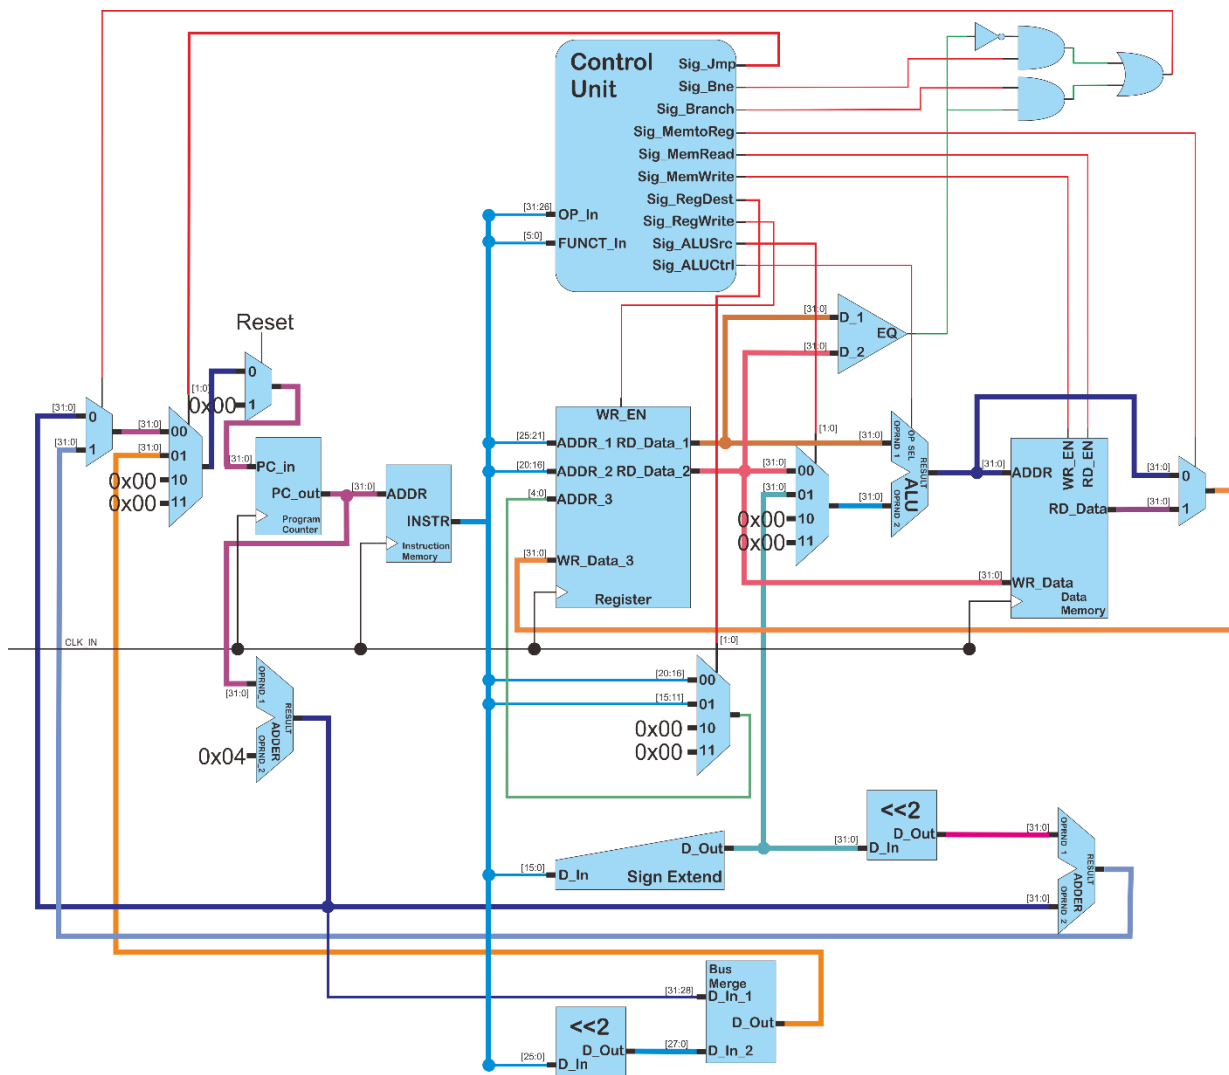 Control
Unit
Sig_Jmp
Sig_Bne
Sig_Branch
Sig_MemtoReg
Sig_MemRead
Sig_MemWrite
Sig_RegDest
Sig_RegWrite
Sig_ALUSrc
Sig_ALUCtrl
[31:26]
OP_In
[5:0]
FUNCT_In
Reset
0
0x00
1
[31:0]
0
[31:0]
1
[1:0]
[31:0]
00
[31:0]
01
0x00
10
0x00
11
[31:0]
PC_in
PC_out
Program
Counter
[31:0]
ADDR
INSTR
Instruction
Memory
WR_EN
[25:21]
ADDR_1
RD_Data_1
[20:16]
ADDR_2
RD_Data_2
[4:0]
ADDR_3
[31:0]
WR_Data_3
Register
[31:0]
D_1
EQ
[31:0]
D_2
[1:0]
[31:0]
00
[31:0]
01
0x00
10
0x00
11
[31:0]
OPRND 1
OP SEL
RESULT
ALU
[31:0]
OPRND 2
[31:0]
ADDR
WR_EN
RD_EN
RD_Data
[31:0]
WR_Data
Data
Memory
[31:0]
0
[31:0]
1
CLK IN
[31:0]
OPRND_1
RESULT
ADDER
0x04
OPRND_2
[1:0]
[20:16]
00
[15:11]
01
0x00
10
0x00
11
[15:0]
D_In
D_Out
Sign Extend
<<2
D_Out
[31:0]
D_In
[31:0]
OPRND 1
RESULT
ADDER
[31:0]
OPRND 2
Bus
Merge
[31:28]
D_In_1
D_Out
[27:0]
D_In_2
<<2
D_Out
[25:0]
D_In